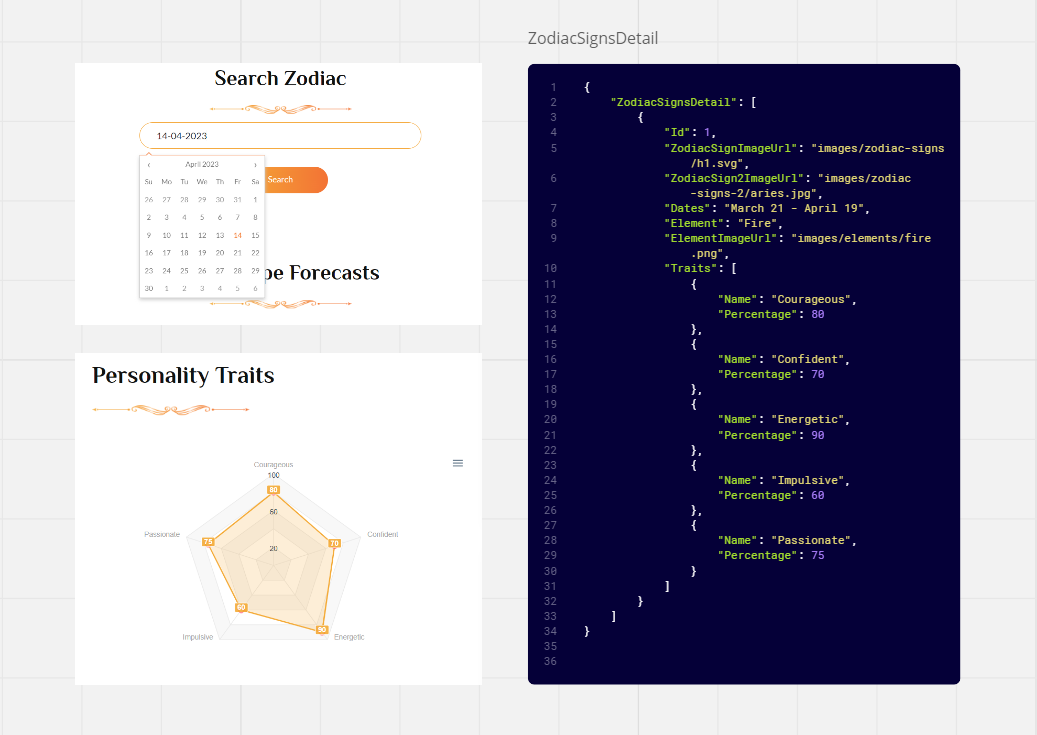 Search Zodiac
14-04-2023
‹ April 2023 ›
Su Mo Tu We Th Fr Sa
26 27 28 29 30 31 1
2 3 4 5 6 7 8
9 10 11 12 13 14 15
16 17 18 19 20 21 22
23 24 25 26 27 28 29
30 1 2 3 4 5 6
Search
pe Forecasts
Personality Traits
Courageous
100
80
60
20
Passionate
75
70
Confident
60
90
Impulsive
Energetic
ZodiacSignsDetail
1 {
2 "ZodiacSignsDetail": [
3 {
4 "Id": 1,
5 "ZodiacSignImageUrl": "images/zodiac-signs
/h1.svg",
6 "ZodiacSign2ImageUrl": "images/zodiac
-signs-2/aries.jpg",
7 "Dates": "March 21 - April 19",
8 "Element": "Fire",
9 "ElementImageUrl": "images/elements/fire
.png",
10 "Traits": [
11 {
12 "Name": "Courageous",
13 "Percentage": 80
14 },
15 {
16 "Name": "Confident",
17 "Percentage": 70
18 },
19 {
20 "Name": "Energetic",
21 "Percentage": 90
22 },
23 {
24 "Name": "Impulsive",
25 "Percentage": 60
26 },
27 {
28 "Name": "Passionate",
29 "Percentage": 75
30 }
31 ]
32 }
33 ]
34 }
35
36